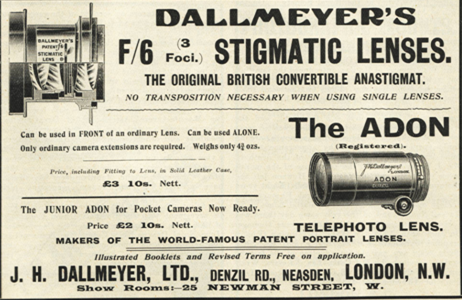 DALLMEYER'S
F/6 (3 Foci.) STIGMATIC LENSES.
DALLMEYER'S
PATENT
STIGMATIC
LENS
THE ORIGINAL BRITISH CONVERTIBLE ANASTIGMAT.
NO TRANSPOSITION NECESSARY WHEN USING SINGLE LENSES.
Can be used in FRONT of an ordinary Lens. Can be used ALONE.
Only ordinary camera extensions are required. Weighs only 4¾ ozs.
Price, including Fitting to Lens, in Solid Leather Case,
£3 10s. Nett.
The JUNIOR ADON for Pocket Cameras Now Ready.
Price £2 10s. Nett.
The ADON
(Registered).
J.H.Dallmeyer
LONDON
ADON
TELEPHOTO LENS.
MAKERS OF THE WORLD-FAMOUS PATENT PORTRAIT LENSES.
Illustrated Booklets and Revised Terms Free on application.
J. H. DALLMEYER, LTD., DENZIL RD., NEASDEN, LONDON, N.W.
Show Rooms:—25 NEWMAN STREET, W.